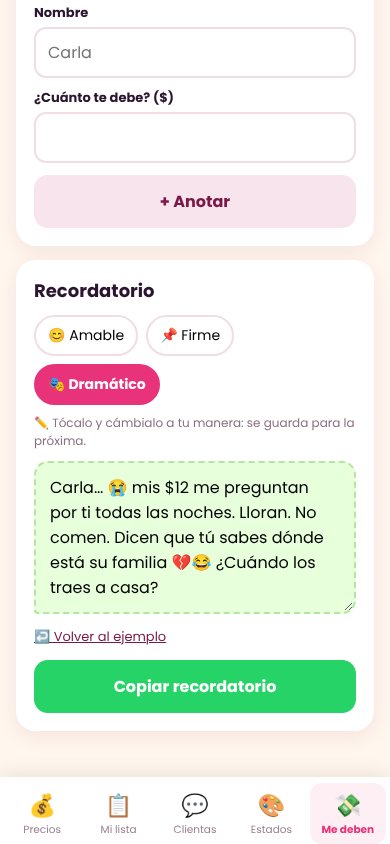 Nombre
Carla
¿Cuánto te debe? ($)
+ Anotar
Recordatorio
😊 Amable
📌 Firme
🎭 Dramático
✏️ Tócalo y cámbialo a tu manera: se guarda para la
próxima.
Carla... 😭 mis $12 me preguntan
por ti todas las noches. Lloran. No
comen. Dicen que tú sabes dónde
está su familia 💔😂 ¿Cuándo los
traes a casa?
↩️ Volver al ejemplo
Copiar recordatorio
Precios
Mi lista
Clientas
Estados
Me deben